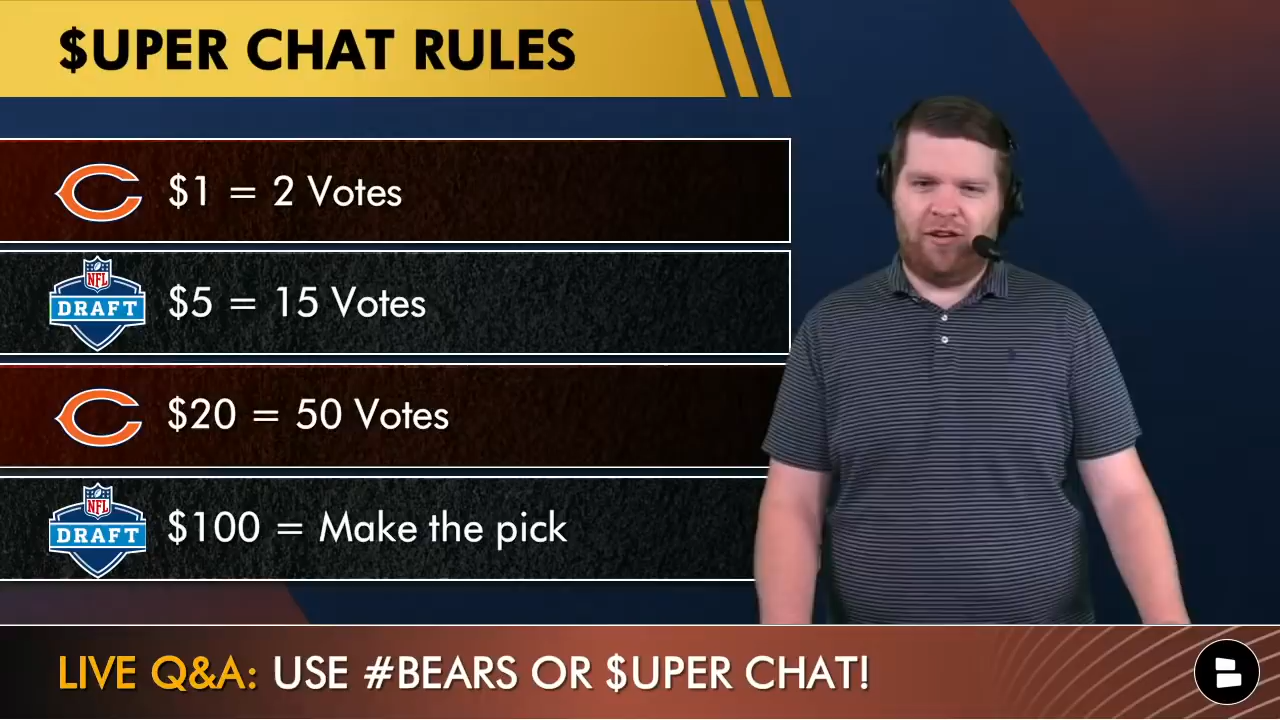 $UPER CHAT RULES
$1 = 2 Votes
NFL
DRAFT
$5 = 15 Votes
$20 = 50 Votes
NFL
DRAFT
$100 = Make the pick
LIVE Q&A: USE #BEARS OR $UPER CHAT!